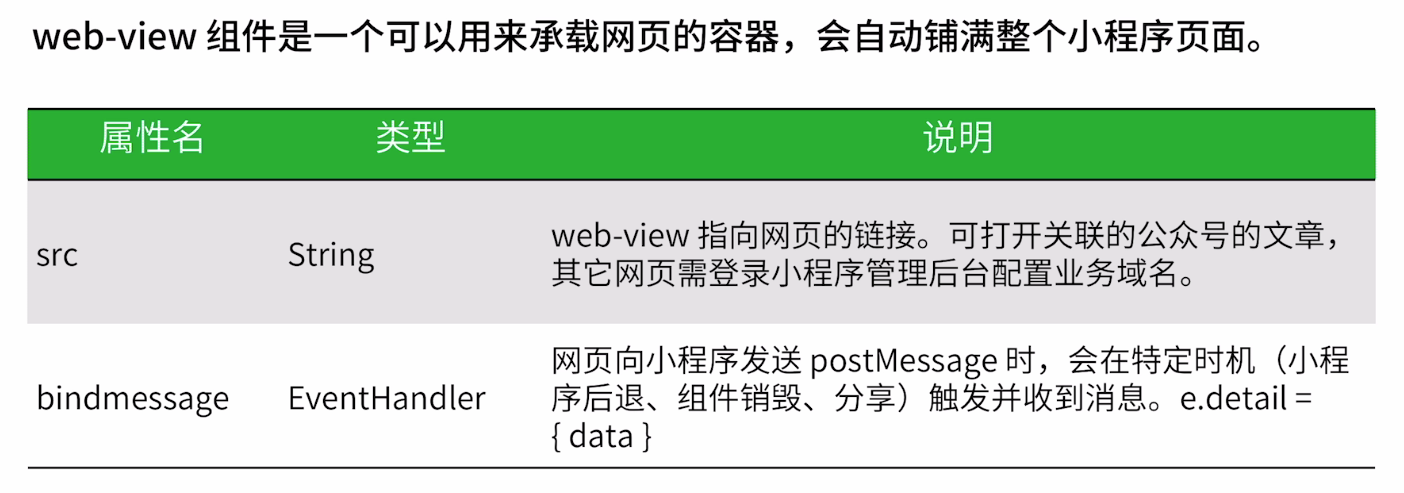 web-view 组件是一个可以用来承载网页的容器，会自动铺满整个小程序页面。
属性名 类型 说明
src String web-view 指向网页的链接。可打开关联的公众号的文章，
其它网页需登录小程序管理后台配置业务域名。
网页向小程序发送 postMessage 时，会在特定时机（小程
bindmessage EventHandler 序后退、组件销毁、分享）触发并收到消息。e.detail =
{ data }